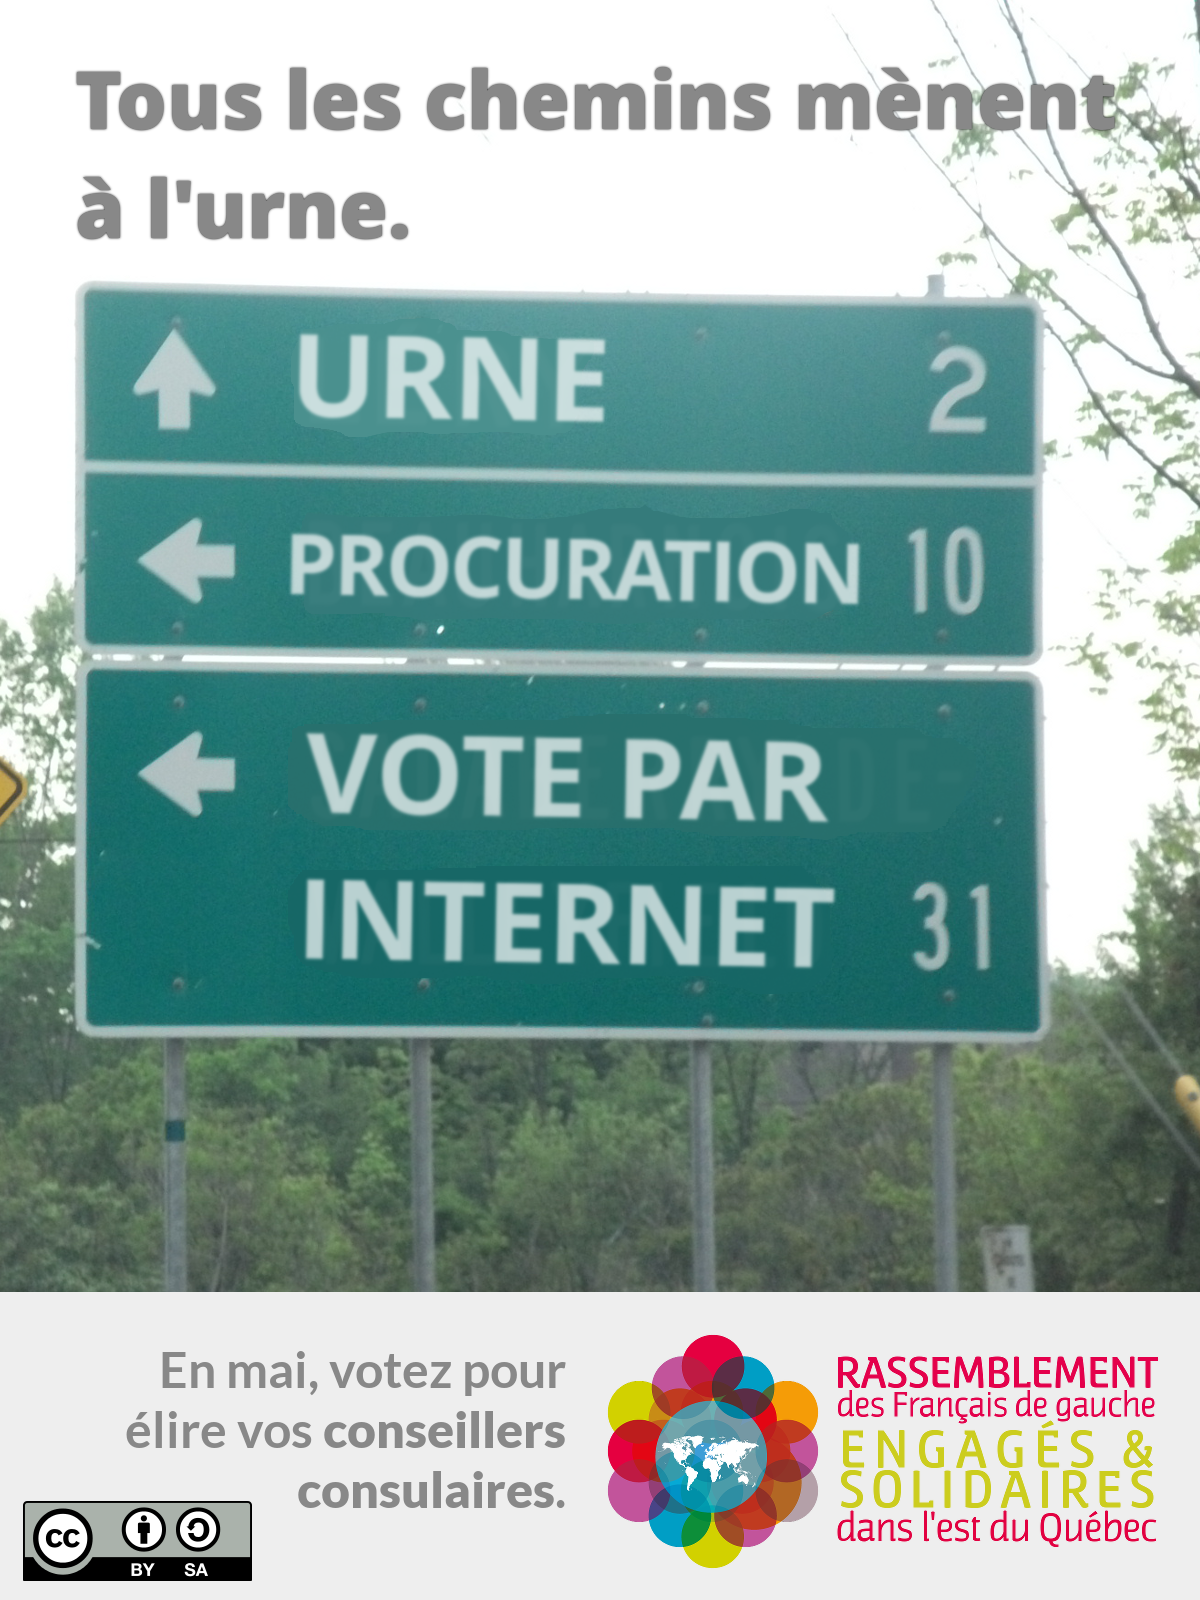 Tous les chemins mènent
à l'urne.
URNE 2
PROCURATION 10
VOTE PAR
INTERNET 31
En mai, votez pour
élire vos conseillers
consulaires.
RASSEMBLEMENT
des Français de gauche
ENGAGÉS &
SOLIDAIRES
dans l'est du Québec
cc
BY SA